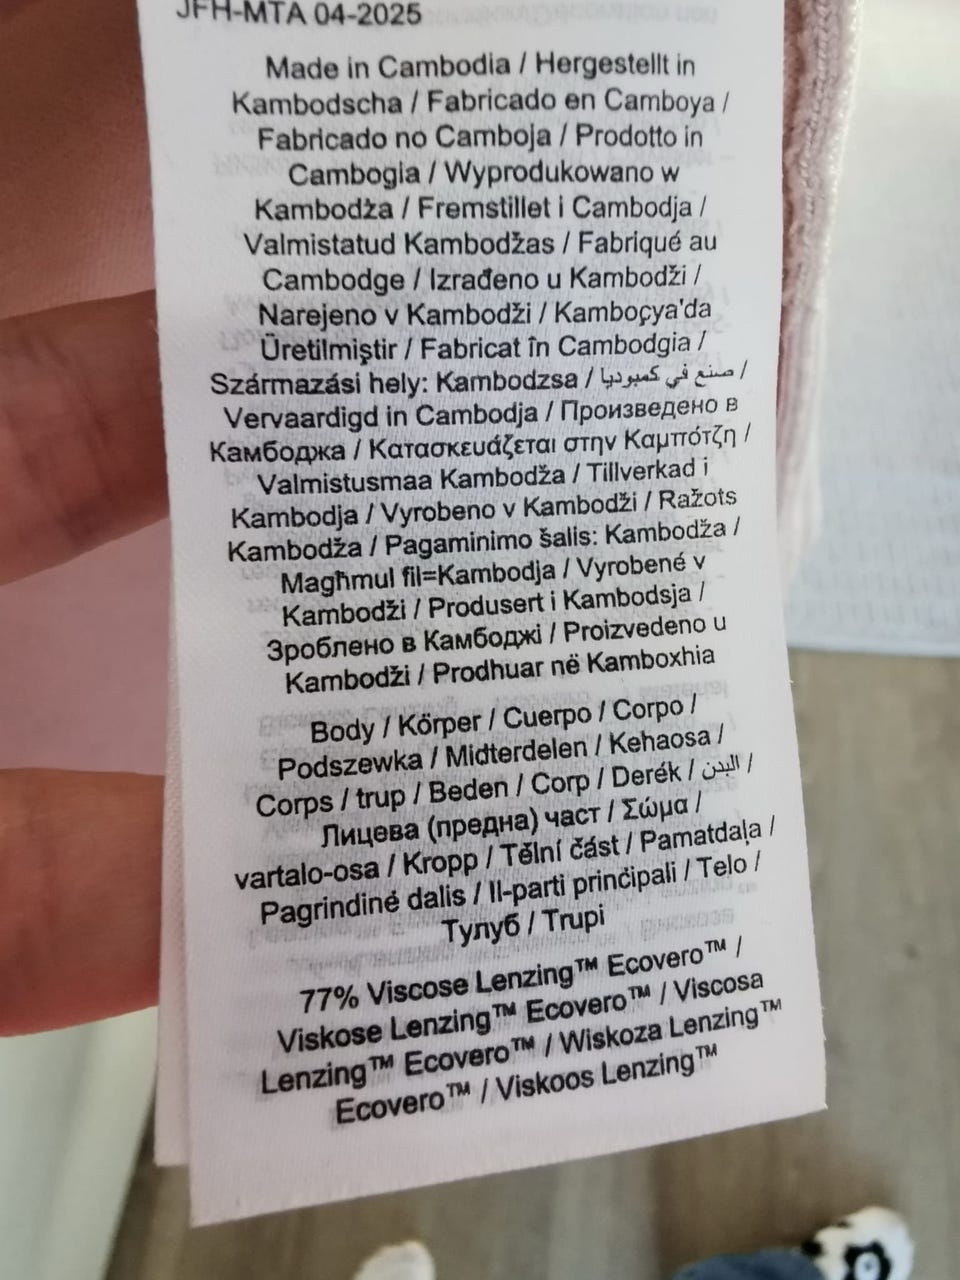 JFH-MTA 04-2025
Made in Cambodia / Hergestellt in
Kambodscha / Fabricado en Camboya /
Fabricado no Camboja / Prodotto in
Cambogia / Wyprodukowano w
Kambodża / Fremstillet i Cambodja /
Valmistatud Kambodžas / Fabriqué au
Cambodge / Izrađeno u Kambodži /
Narejeno v Kambodži / Kamboçya'da
Üretilmiştir / Fabricat în Cambodgia /
Származási hely: Kambodzsa / صنع في كمبوديا /
Vervaardigd in Cambodja / Произведено в
Камбоджа / Κατασκευάζεται στην Καμπότζη /
Valmistusmaa Kambodža / Tillverkad i
Kambodja / Vyrobeno v Kambodži / Ražots
Kambodža / Pagaminimo šalis: Kambodža /
Magħmul fil=Kambodja / Vyrobené v
Kambodži / Produsert i Kambodsja /
Зроблено в Камбоджі / Proizvedeno u
Kambodži / Prodhuar në Kamboxhia
Body / Körper / Cuerpo / Corpo /
Podszewka / Midterdelen / Kehaosa /
Corps / trup / Beden / Corp / Derék / البدن /
Лицева (предна) част / Σώμα /
vartalo-osa / Kropp / Tělní část / Pamatdaļa /
Pagrindinė dalis / Il-parti prinċipali / Telo /
Тулуб / Trupi
77% Viscose Lenzing™ Ecovero™ /
Viskose Lenzing™ Ecovero™ / Viscosa
Lenzing™ Ecovero™ / Wiskoza Lenzing™
Ecovero™ / Viskoos Lenzing™